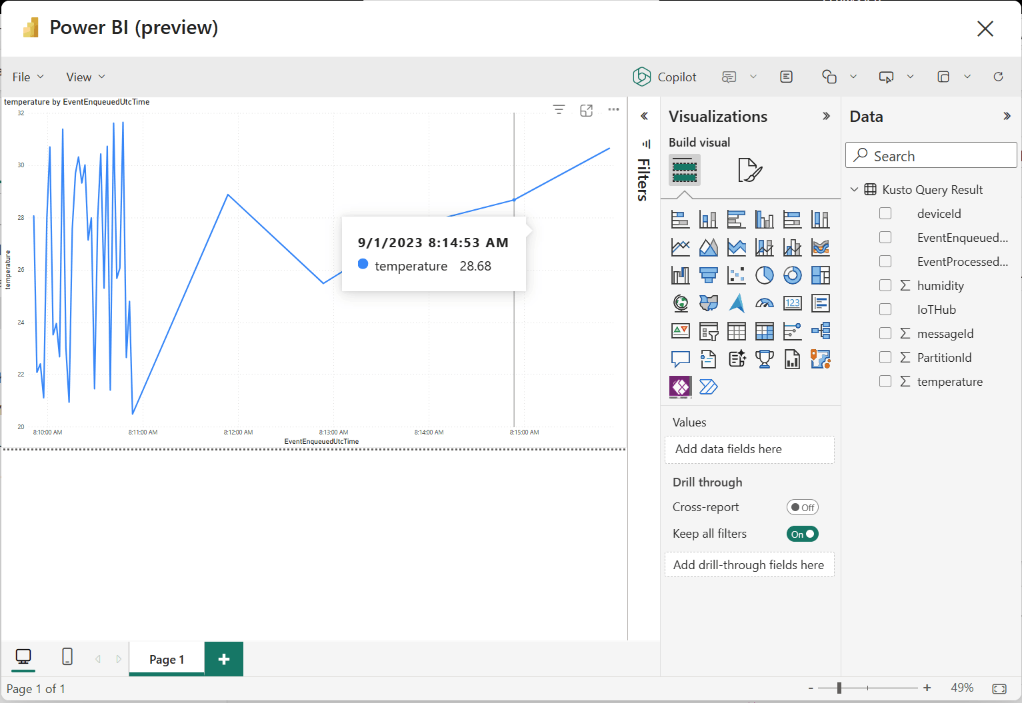 Power BI (preview)
File View Copilot
temperature by EventEnqueuedUtcTime
32
30
28
26
24
22
20
temperature
8:10:00 AM 8:11:00 AM 8:12:00 AM 8:13:00 AM 8:14:00 AM 8:15:00 AM
EventEnqueuedUtcTime
9/1/2023 8:14:53 AM
temperature 28.68
Filters
Visualizations
Build visual
123
Values
Add data fields here
Drill through
Cross-report Off
Keep all filters On
Add drill-through fields here
Data
Search
Kusto Query Result
deviceId
EventEnqueued...
EventProcessed...
Σ humidity
IoTHub
Σ messageId
Σ PartitionId
Σ temperature
Page 1
Page 1 of 1
- + 49%